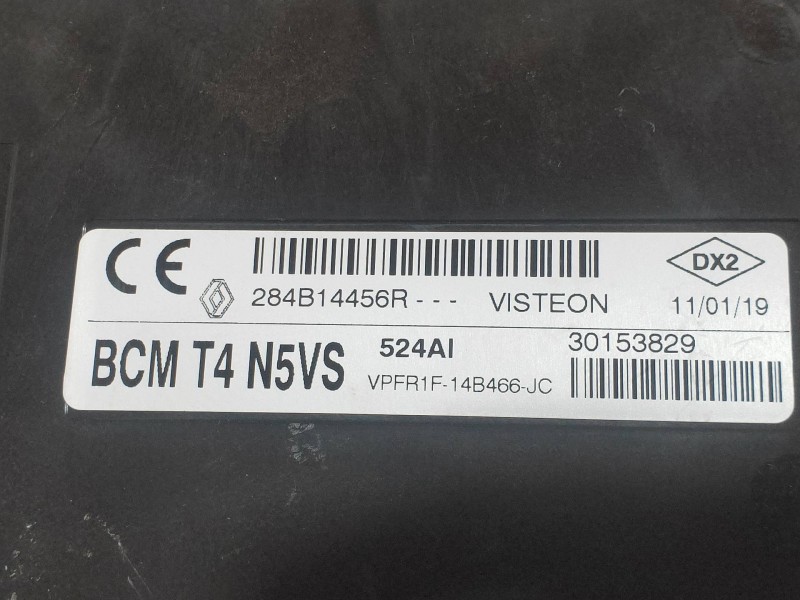 CE
284B14456R--- VISTEON
DX2
11/01/19
BCM T4 N5VS
524AI
VPFR1F-14B466-JC
30153829